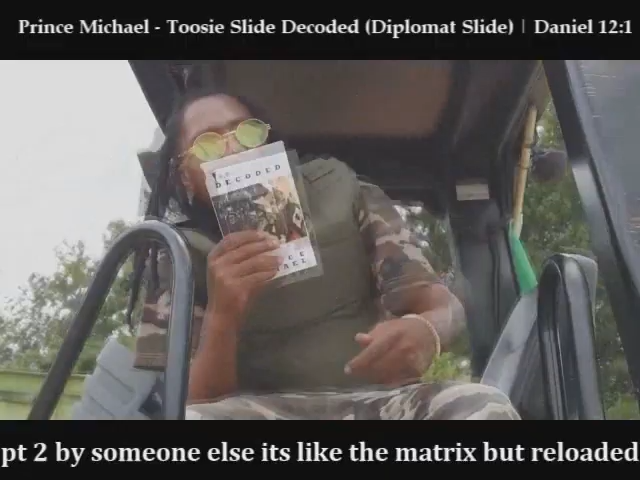 Prince Michael - Toosie Slide Decoded (Diplomat Slide) | Daniel 12:1
DECODED
pt 2 by someone else its like the matrix but reloaded